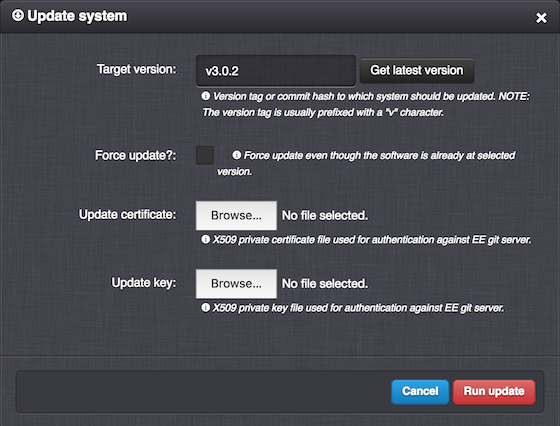 Update system
Target version: v3.0.2 Get latest version
Version tag or commit hash to which system should be updated. NOTE:
The version tag is usually prefixed with a "v" character.
Force update?: Force update even though the software is already at selected
version.
Update certificate: Browse... No file selected.
X509 private certificate file used for authentication against EE git server.
Update key: Browse... No file selected.
X509 private key file used for authentication against EE git server.
Cancel Run update